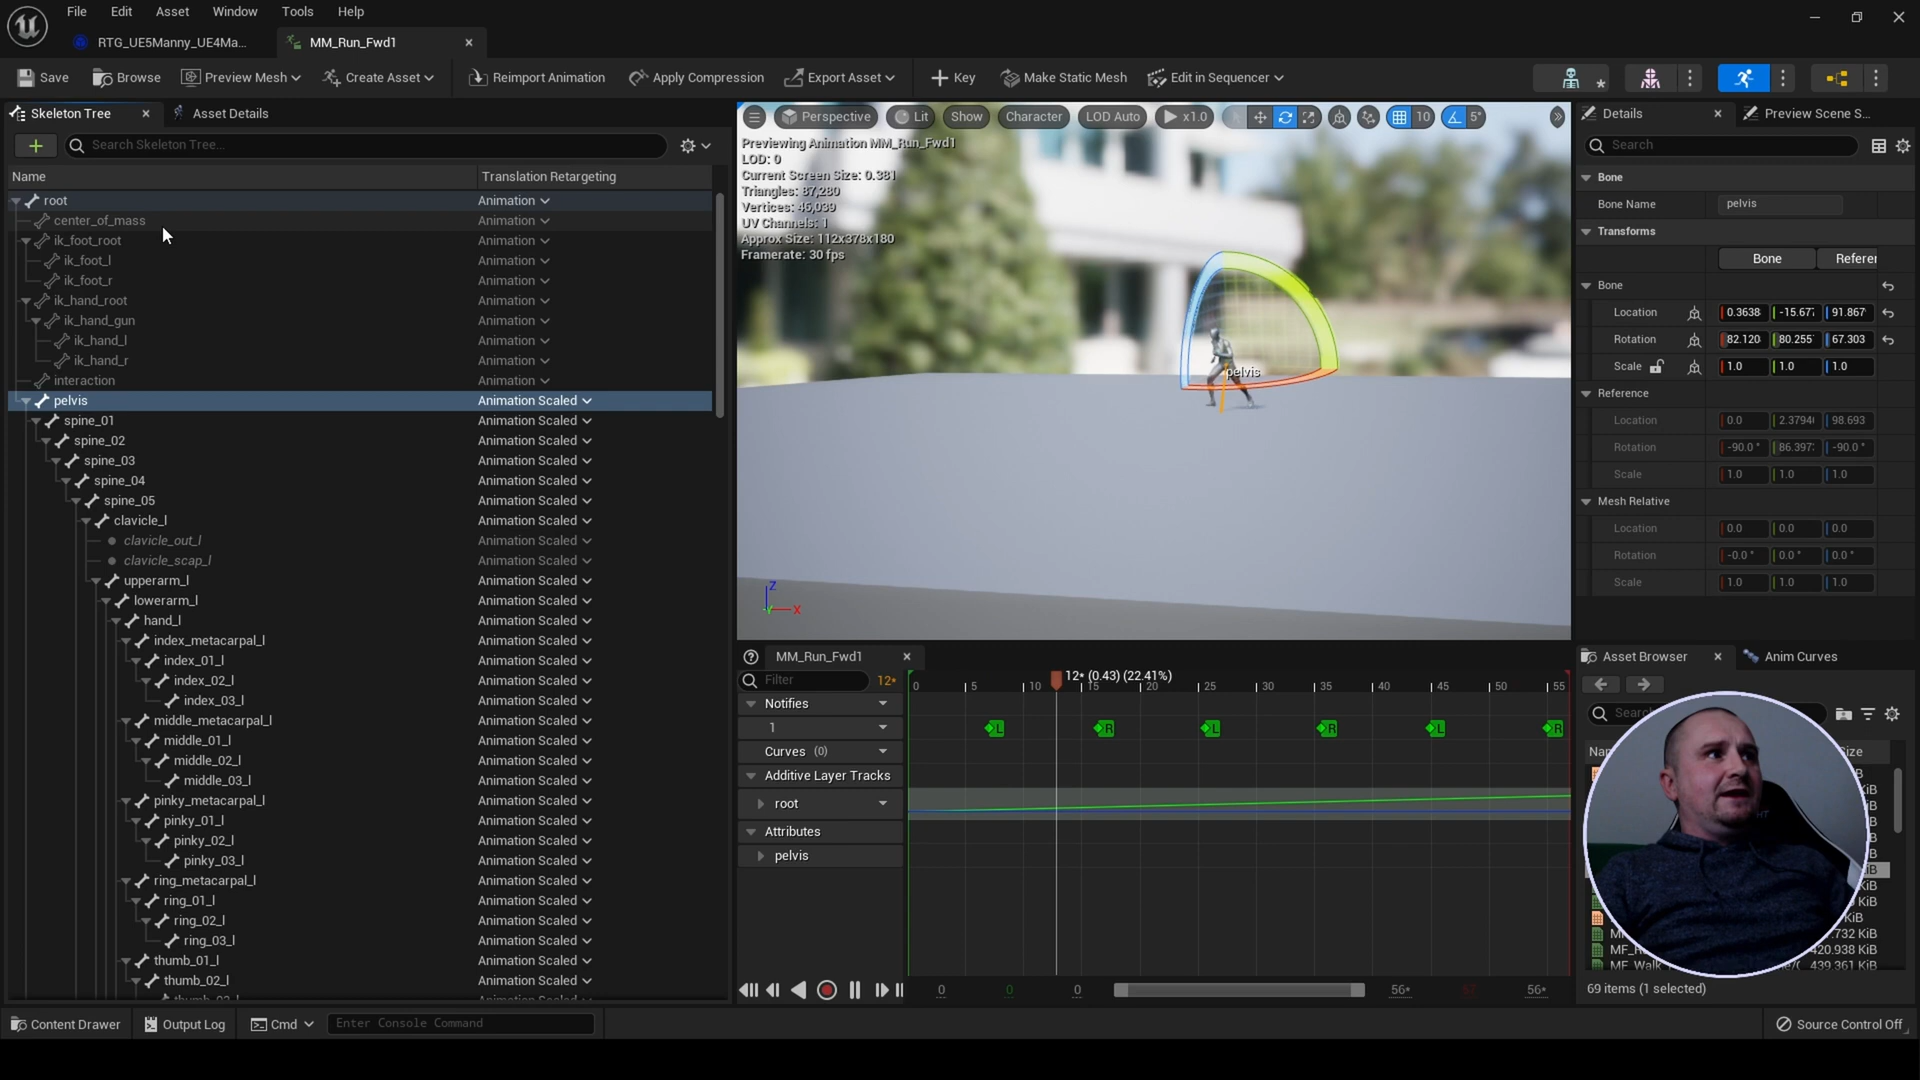 File Edit Asset Window Tools Help
RTG_UE5Manny_UE4Ma... MM_Run_Fwd1
Save Browse Preview Mesh Create Asset Reimport Animation Apply Compression Export Asset Key Make Static Mesh Edit in Sequencer
Skeleton Tree Asset Details
Search Skeleton Tree...
Name Translation Retargeting
root Animation
center_of_mass Animation
ik_foot_root Animation
ik_foot_l Animation
ik_foot_r Animation
ik_hand_root Animation
ik_hand_gun Animation
ik_hand_l Animation
ik_hand_r Animation
interaction Animation
pelvis Animation Scaled
spine_01 Animation Scaled
spine_02 Animation Scaled
spine_03 Animation Scaled
spine_04 Animation Scaled
spine_05 Animation Scaled
clavicle_l Animation Scaled
clavicle_out_l Animation Scaled
clavicle_scap_l Animation Scaled
upperarm_l Animation Scaled
lowerarm_l Animation Scaled
hand_l Animation Scaled
index_metacarpal_l Animation Scaled
index_01_l Animation Scaled
index_02_l Animation Scaled
index_03_l Animation Scaled
middle_metacarpal_l Animation Scaled
middle_01_l Animation Scaled
middle_02_l Animation Scaled
middle_03_l Animation Scaled
pinky_metacarpal_l Animation Scaled
pinky_01_l Animation Scaled
pinky_02_l Animation Scaled
pinky_03_l Animation Scaled
ring_metacarpal_l Animation Scaled
ring_01_l Animation Scaled
ring_02_l Animation Scaled
ring_03_l Animation Scaled
thumb_01_l Animation Scaled
thumb_02_l Animation Scaled
Perspective Lit Show Character LOD Auto x1.0 10 5°
Previewing Animation MM_Run_Fwd1
LOD: 0
Current Screen Size: 0.381
Triangles: 87,280
Vertices: 46,039
UV Channels: 1
Approx Size: 112x378x180
Framerate: 30 fps
pelvis
Z
X
MM_Run_Fwd1
Filter 12*
12* (0.43) (22.41%)
0 5 10 15 20 25 30 35 40 45 50 55
Notifies
1 L R L R L R
Curves (0)
Additive Layer Tracks
root
Attributes
pelvis
0 0 0 56* 57 56*
Details Preview Scene S...
Search
Bone
Bone Name pelvis
Transforms
Bone Referer
Bone
Location 0.3638 -15.67 91.867
Rotation 82.120 80.255 67.303
Scale 1.0 1.0 1.0
Reference
Location 0.0 2.3794 98.693
Rotation -90.0 ° 86.397 -90.0 °
Scale 1.0 1.0 1.0
Mesh Relative
Location 0.0 0.0 0.0
Rotation -0.0 ° 0.0 ° 0.0 °
Scale 1.0 1.0 1.0
Asset Browser Anim Curves
Size
.732 KiB
420.938 KiB
MF_Walk 439.361 KiB
69 items (1 selected)
Content Drawer Output Log Cmd Enter Console Command Source Control Off